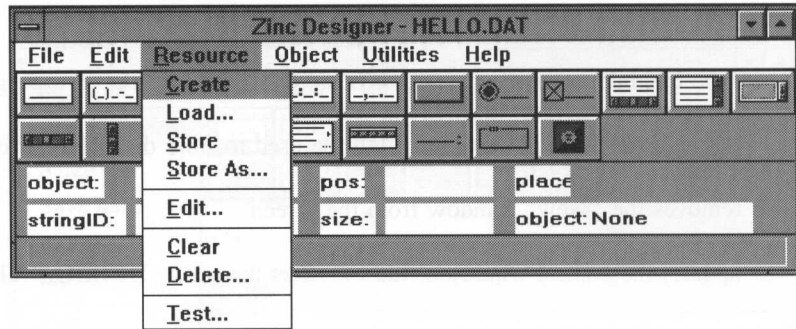 Zinc Designer - HELLO.DAT
File Edit Resource Object Utilities Help
Create
Load...
Store
Store As...
Edit...
Clear
Delete...
Test...
object: pos: place
stringID: size: object: None